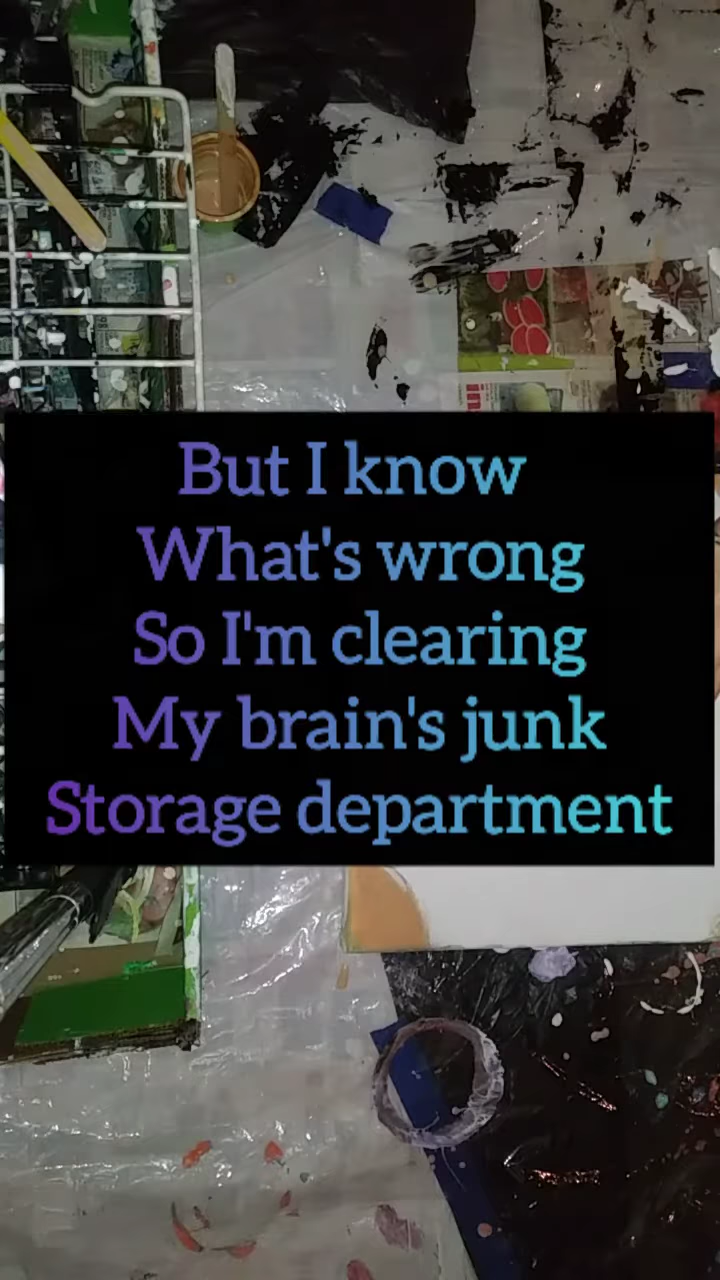 But I know
What's wrong
So I'm clearing
My brain's junk
Storage department